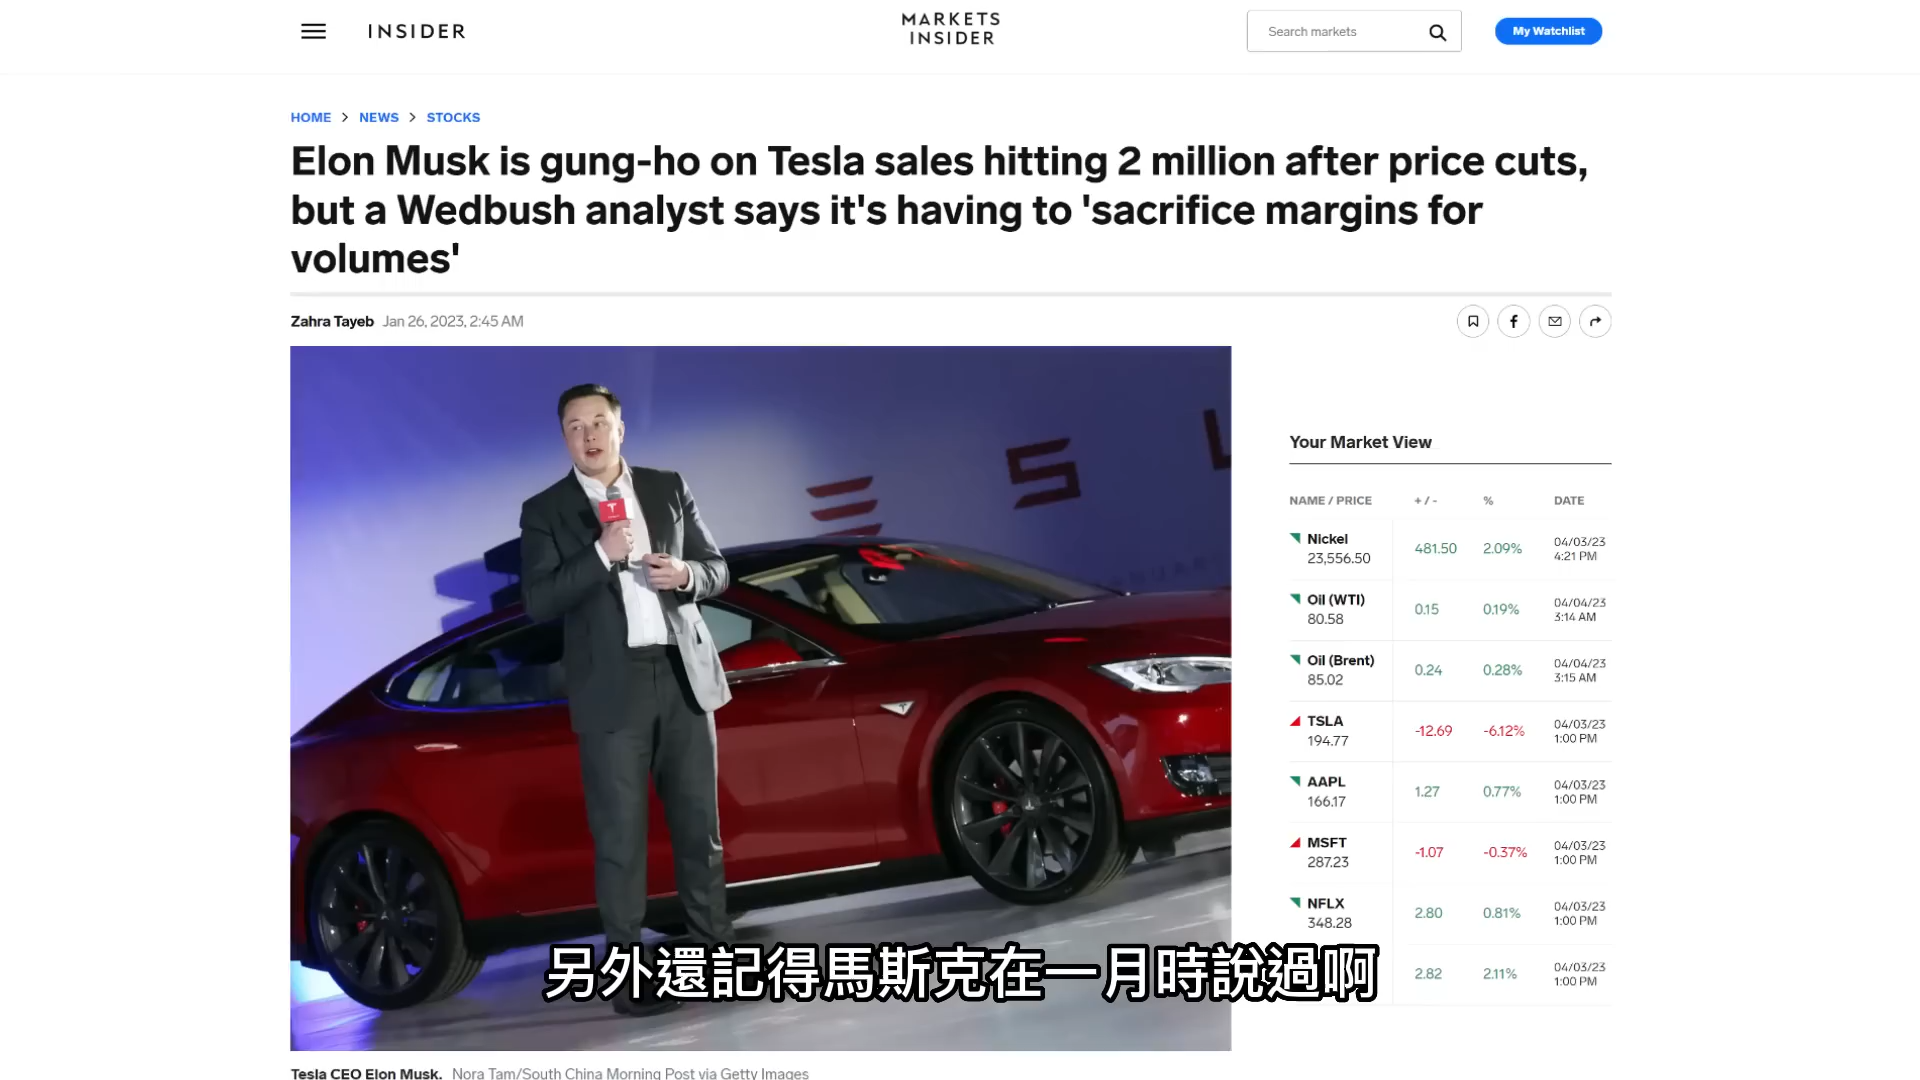 INSIDER
MARKETS
INSIDER
Search markets
My Watchlist
HOME > NEWS > STOCKS
Elon Musk is gung-ho on Tesla sales hitting 2 million after price cuts,
but a Wedbush analyst says it's having to 'sacrifice margins for
volumes'
Zahra Tayeb Jan 26, 2023, 2:45 AM
Your Market View
NAME / PRICE + / - % DATE
Nickel
23,556.50
481.50 2.09%
04/03/23
4:21 PM
Oil (WTI)
80.58
0.15 0.19%
04/04/23
3:14 AM
Oil (Brent)
85.02
0.24 0.28%
04/04/23
3:15 AM
TSLA
194.77
-12.69 -6.12%
04/03/23
1:00 PM
AAPL
166.17
1.27 0.77%
04/03/23
1:00 PM
MSFT
287.23
-1.07 -0.37%
04/03/23
1:00 PM
NFLX
348.28
2.80 0.81%
04/03/23
1:00 PM
2.82 2.11%
04/03/23
1:00 PM
另外還記得馬斯克在一月時說過啊
Tesla CEO Elon Musk. Nora Tam/South China Morning Post via Getty Images